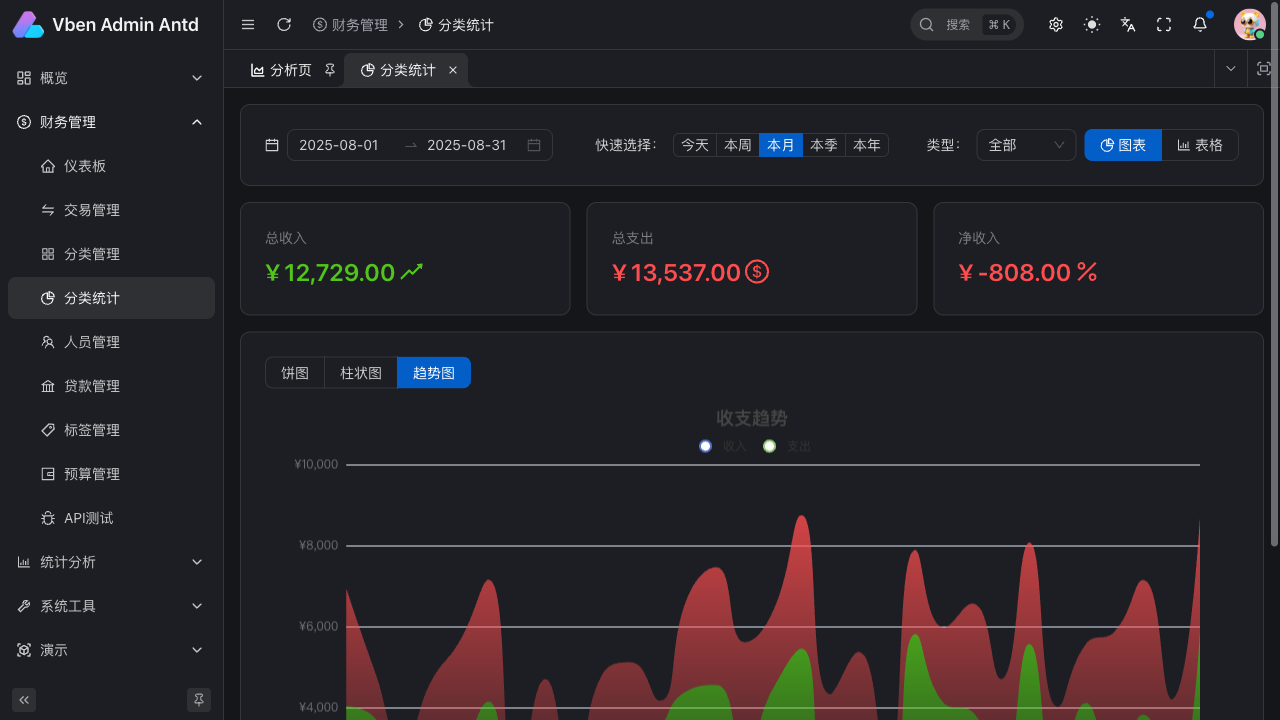 Vben Admin Antd
概览
财务管理
仪表板
交易管理
分类管理
分类统计
人员管理
贷款管理
标签管理
预算管理
API测试
统计分析
系统工具
演示
财务管理
分类统计
搜索
⌘ K
分析页
分类统计
2025-08-01
2025-08-31
快速选择：
今天
本周
本月
本季
本年
类型：
全部
图表
表格
总收入
¥12,729.00
总支出
¥13,537.00
净收入
¥-808.00
饼图
柱状图
趋势图
收支趋势
收入
支出
¥10,000
¥8,000
¥6,000
¥4,000